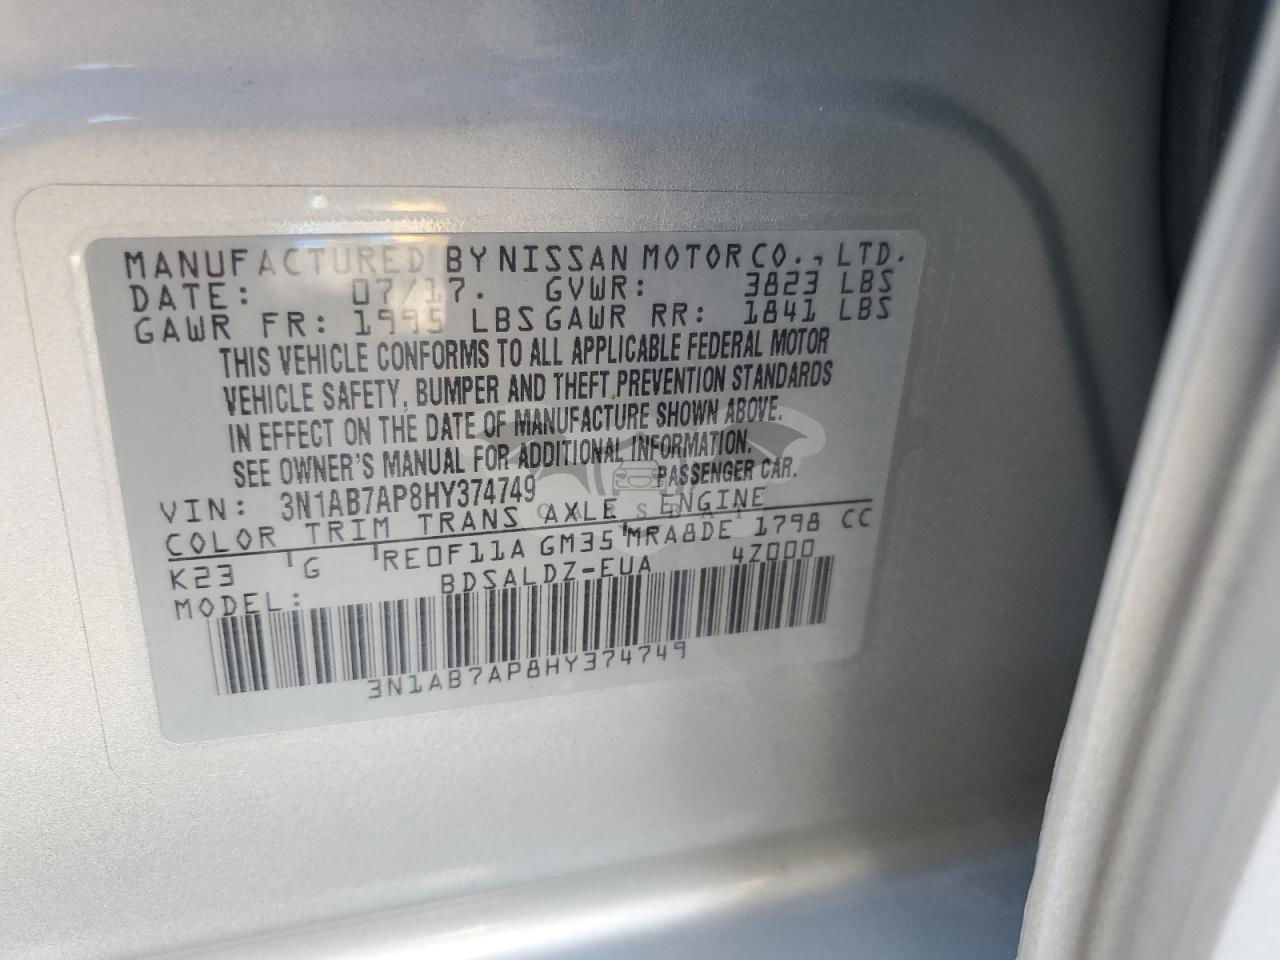 MANUFACTURED BY NISSAN MOTOR CO., LTD.
DATE: 07/17. GVWR: 3823 LBS
GAWR FR: 1995 LBS GAWR RR: 1841 LBS
THIS VEHICLE CONFORMS TO ALL APPLICABLE FEDERAL MOTOR
VEHICLE SAFETY, BUMPER AND THEFT PREVENTION STANDARDS
IN EFFECT ON THE DATE OF MANUFACTURE SHOWN ABOVE.
SEE OWNER'S MANUAL FOR ADDITIONAL INFORMATION.
PASSENGER CAR.
VIN: 3N1AB7AP8HY374749
COLOR TRIM TRANS AXLE ENGINE
K23 G RE0F11A GM35 MRA8DE 1798 CC
MODEL: BDSALDZ-EUA 4Z000
3N1AB7AP8HY374749